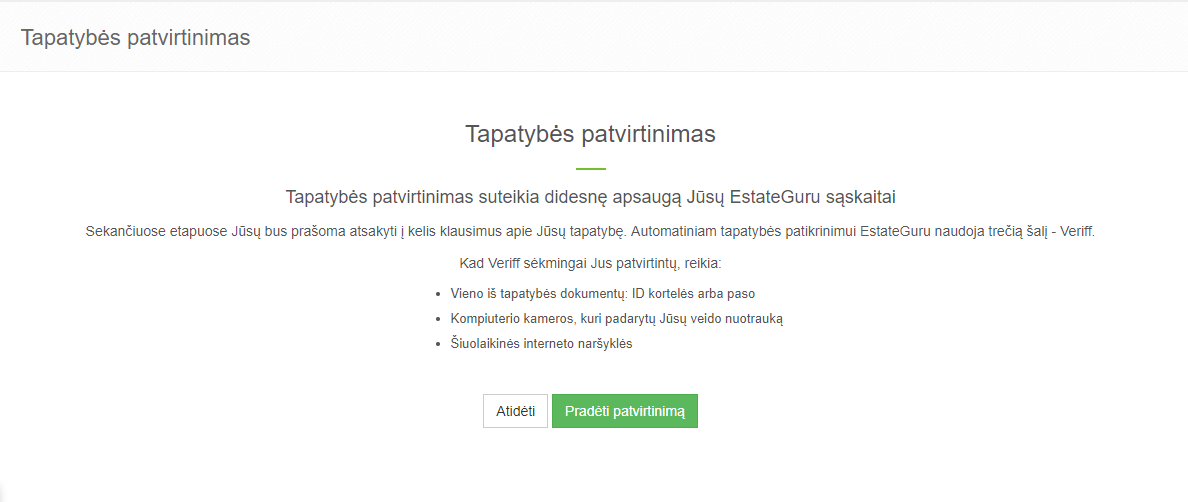 Tapatybės patvirtinimas
Tapatybės patvirtinimas
Tapatybės patvirtinimas suteikia didesnę apsaugą Jūsų EstateGuru sąskaitai
Sekančiuose etapuose Jūsų bus prašoma atsakyti į kelis klausimus apie Jūsų tapatybę. Automatiniam tapatybės patikrinimui EstateGuru naudoja trečią šalį - Veriff.
Kad Veriff sėkmingai Jus patvirtintų, reikia:
• Vieno iš tapatybės dokumentų: ID kortelės arba paso
• Kompiuterio kameros, kuri padarytų Jūsų veido nuotrauką
• Šiuolaikinės interneto naršyklės
Atidėti Pradėti patvirtinimą